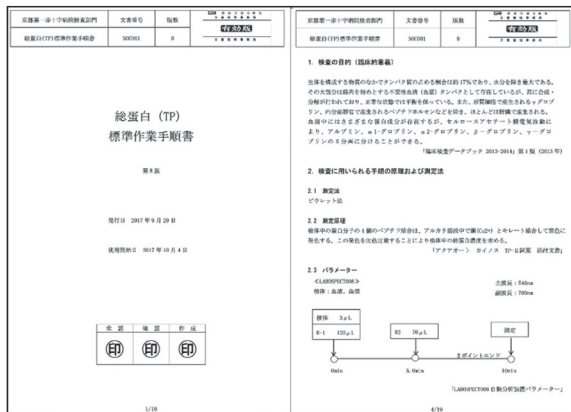 京都第一赤十字病院検査部門 文書番号 版数
総蛋白(TP)標準作業手順書 SOC001 8
有効版
総蛋白（TP）
標準作業手順書
第8版
発行日 2017年9月29日
使用開始日 2017年10月4日
承認 確認 作成
印 印 印
1/19
京都第一赤十字病院検査部門 文書番号 版数
総蛋白(TP)標準作業手順書 SOC001 8
有効版
1. 検査の目的（臨床的意義）
生体を構成する物質のなかでタンパク質の占める割合は約17%であり、水分を除き最大である。
その大部分は筋肉を始めとする不溶性血清（血漿）タンパクとして存在しているが、常に合成・
分解が行われており、正常な状態では平衡を保っている。また、形質細胞で産生されるγグロブ
リン、内分泌器官で産生されるペプチドホルモンなどを除き、ほとんどは肝臓で産生される。
血清中にはさまざまな蛋白成分が存在するが、セルロースアセテート膜電気泳動に
より、アルブミン、α1-グロブリン、α2-グロブリン、β-グロブリン、γ-グロ
ブリンの5分画に分けることができる。
「臨床検査データブック 2013-2014」第1版（2013年）
2. 検査に用いられる手順の原理および測定法
2.1 測定法
ビウレット法
2.2 測定原理
検体中の蛋白分子の4個のペプチド結合は、アルカリ溶液中で銅(Cu2+)とキレート結合して紫色に
発色する。この発色を比色定量することにより検体中の総蛋白濃度を求める。
「アクアオート カイノス TP-Ⅱ試薬 添付文書」
2.3 パラメーター
<LABOSPECT008>
検体：血清、血漿
主波長：546nm
副波長：700nm
検体 3μL
R-1 120μL
R2 70μL
測定
2ポイントエンド
0min 5.0min 10min
「LABOSPECT008自動分析装置パラメーター」
4/19